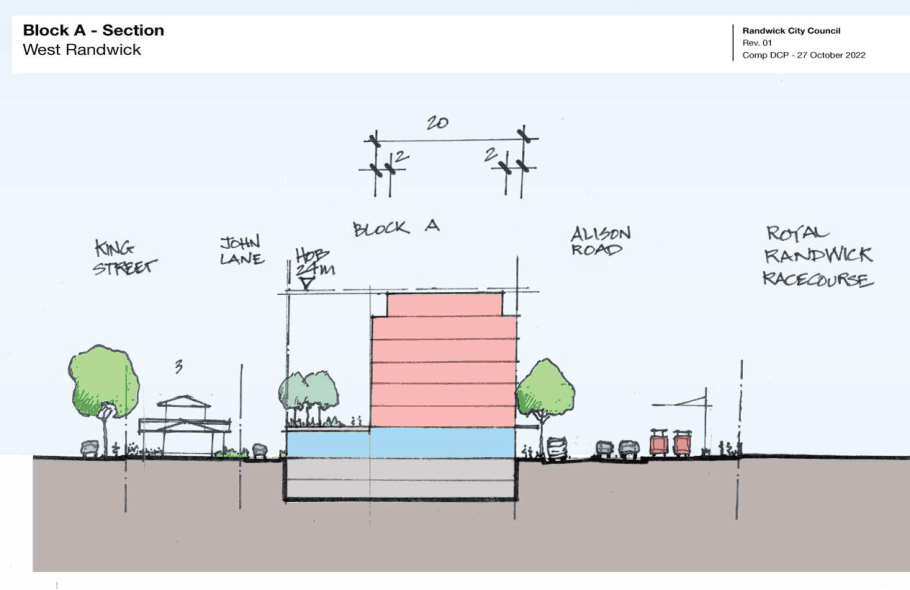 Block A - Section
West Randwick
Randwick City Council
Rev. 01
Comp DCP - 27 October 2022
20
2
2
BLOCK A
KING
STREET
JOHN
LANE
HOB
24m
ALISON
ROAD
ROYAL
RANDWICK
RACECOURSE
3